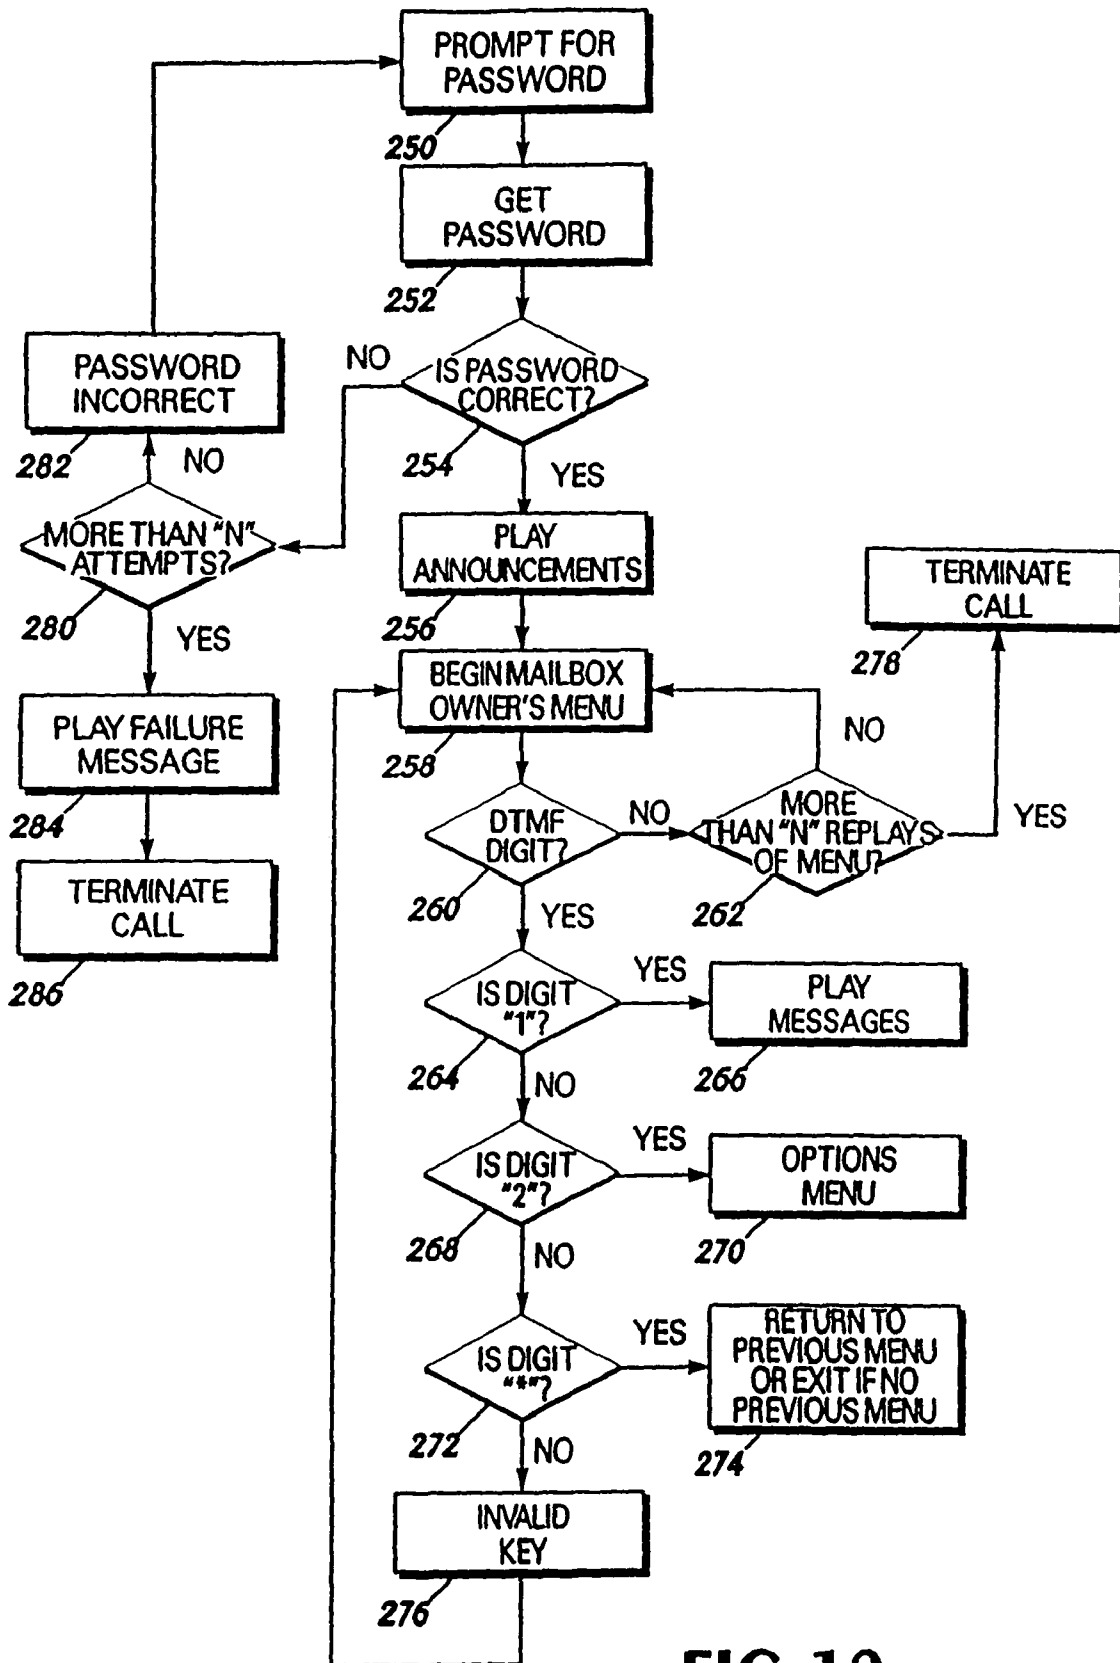 PROMPT FOR
PASSWORD
250
GET
PASSWORD
252
IS PASSWORD
CORRECT?
254
NO
YES
PASSWORD
INCORRECT
282
NO
MORE THAN "N"
ATTEMPTS?
280
YES
PLAY FAILURE
MESSAGE
284
TERMINATE
CALL
286
PLAY
ANNOUNCEMENTS
256
BEGIN MAILBOX
OWNER'S MENU
258
DTMF
DIGIT?
260
NO
YES
MORE
THAN "N" REPLAYS
OF MENU?
262
NO
YES
TERMINATE
CALL
278
IS DIGIT
"1"?
264
YES
NO
PLAY
MESSAGES
266
IS DIGIT
"2"?
268
YES
NO
OPTIONS
MENU
270
IS DIGIT
"*"?
272
YES
NO
RETURN TO
PREVIOUS MENU
OR EXIT IF NO
PREVIOUS MENU
274
INVALID
KEY
276